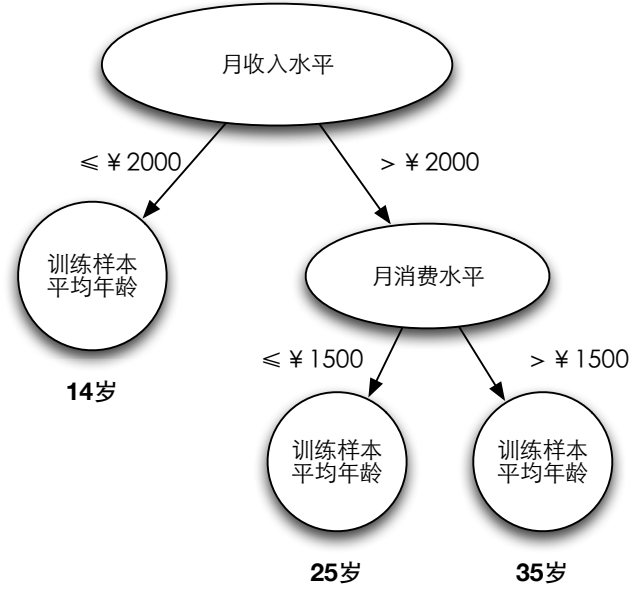 月收入水平
≤ ¥ 2000
> ¥ 2000
训练样本
平均年龄
月消费水平
14岁
≤ ¥ 1500
> ¥ 1500
训练样本
平均年龄
训练样本
平均年龄
25岁
35岁